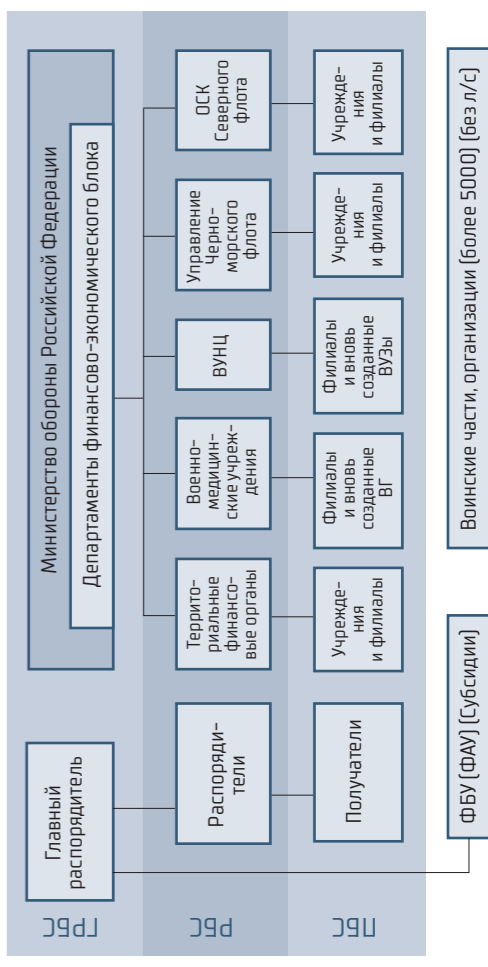 ГРБС
Главный
распорядитель
Министерство обороны Российской Федерации
Департаменты финансово-экономического блока
РБС
Распоряди-
тели
Террито-
риальные
финансо-
вые органы
Военно-
медицин-
ские учреж-
дения
ВУНЦ
Управление
Черно-
морского
флота
ОСК
Северного
флота
ПБС
Получатели
Учрежде-
ния
и филиалы
Филиалы
и вновь
созданные
ВГ
Филиалы
и вновь
созданные
ВУЗы
Учрежде-
ния
и филиалы
Учрежде-
ния
и филиалы
ФБУ (ФАУ) (Субсидии)
Воинские части, организации (более 5000) (без л/с)